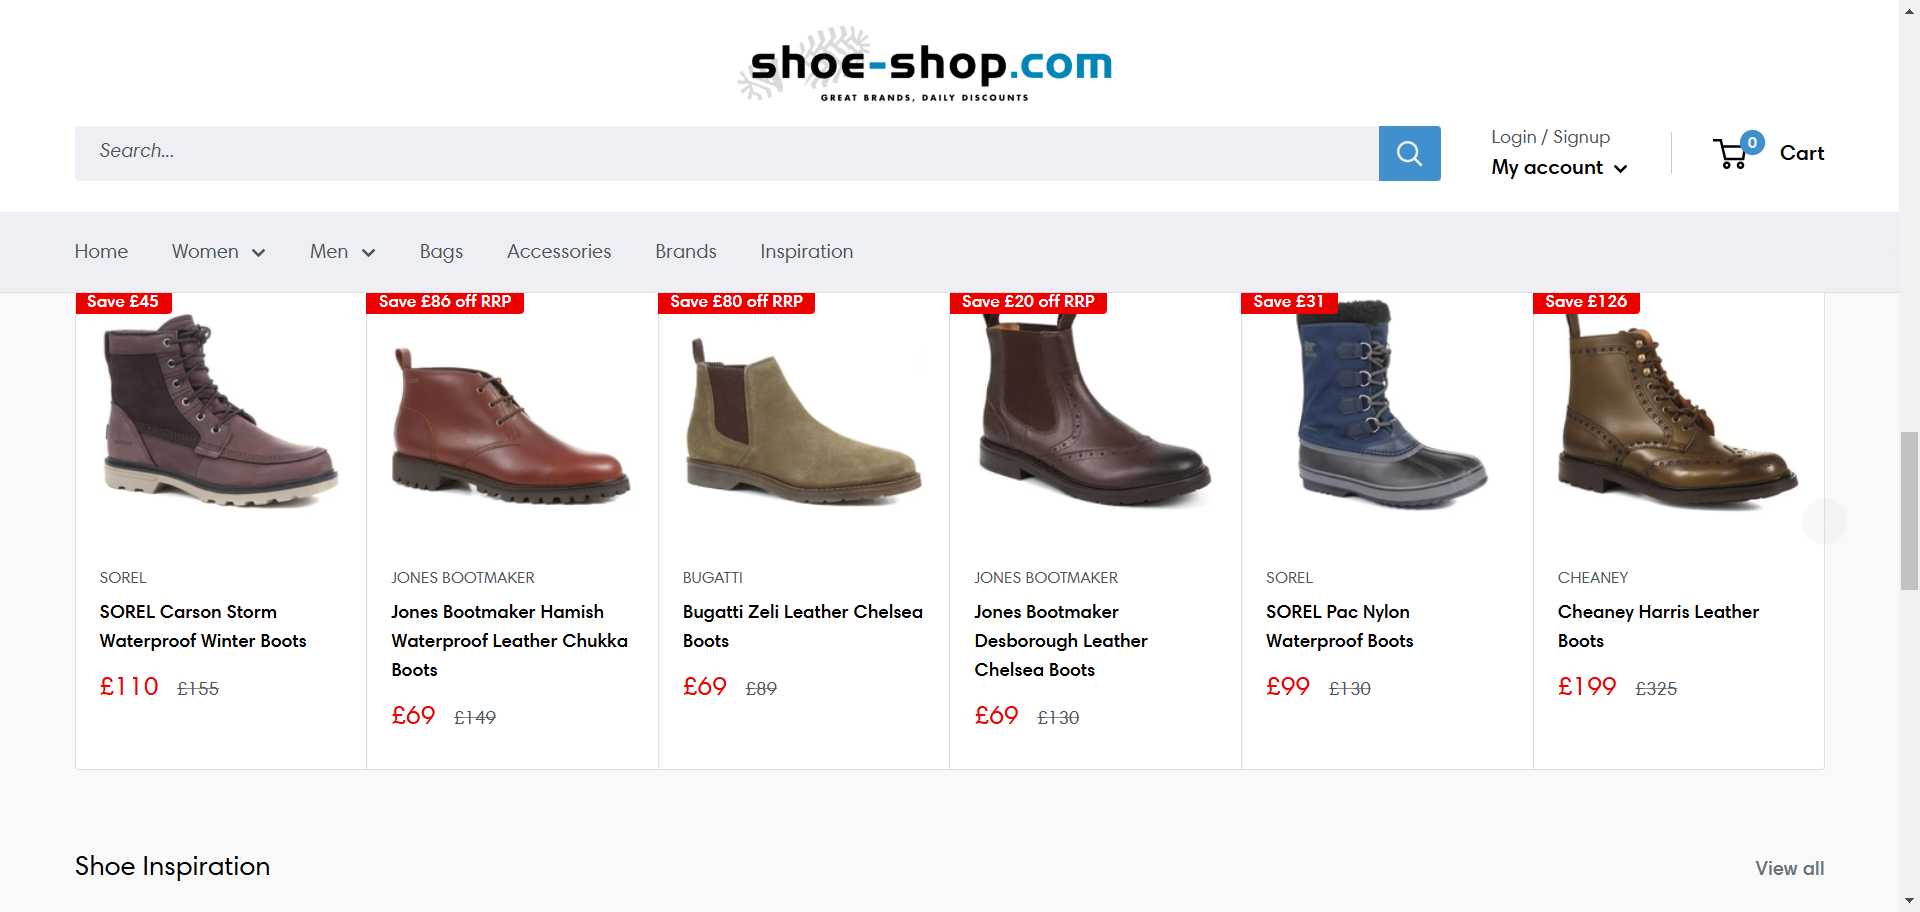 shoe-shop.com
GREAT BRANDS, DAILY DISCOUNTS
Search...
Login / Signup
My account
0
Cart
Home
Women
Men
Bags
Accessories
Brands
Inspiration
Save £45
Save £86 off RRP
Save £80 off RRP
Save £20 off RRP
Save £31
Save £126
SOREL
SOREL Carson Storm
Waterproof Winter Boots
£110 £155
JONES BOOTMAKER
Jones Bootmaker Hamish
Waterproof Leather Chukka
Boots
£69 £149
BUGATTI
Bugatti Zeli Leather Chelsea
Boots
£69 £89
JONES BOOTMAKER
Jones Bootmaker
Desborough Leather
Chelsea Boots
£69 £130
SOREL
SOREL Pac Nylon
Waterproof Boots
£99 £130
CHEANEY
Cheaney Harris Leather
Boots
£199 £325
Shoe Inspiration
View all